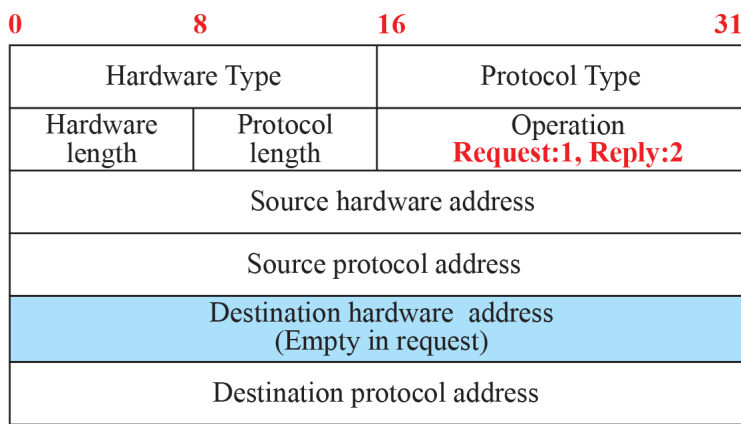 0 8 16 31
Hardware Type Protocol Type
Hardware length Protocol length Operation
Request:1, Reply:2
Source hardware address
Source protocol address
Destination hardware address
(Empty in request)
Destination protocol address